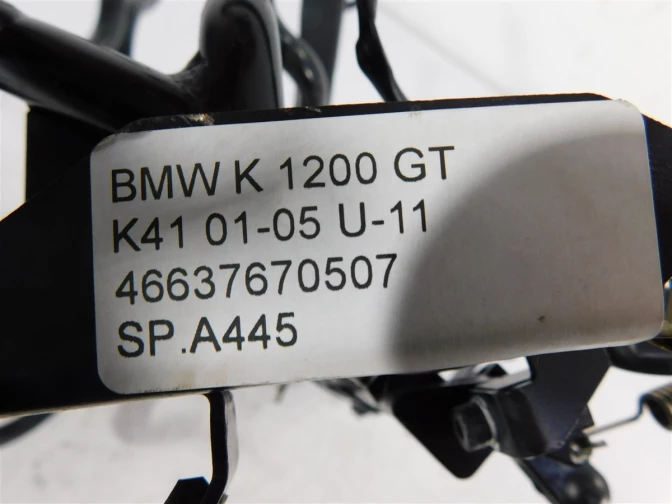 BMW K 1200 GT
K41 01-05 U-11
46637670507
SP.A445